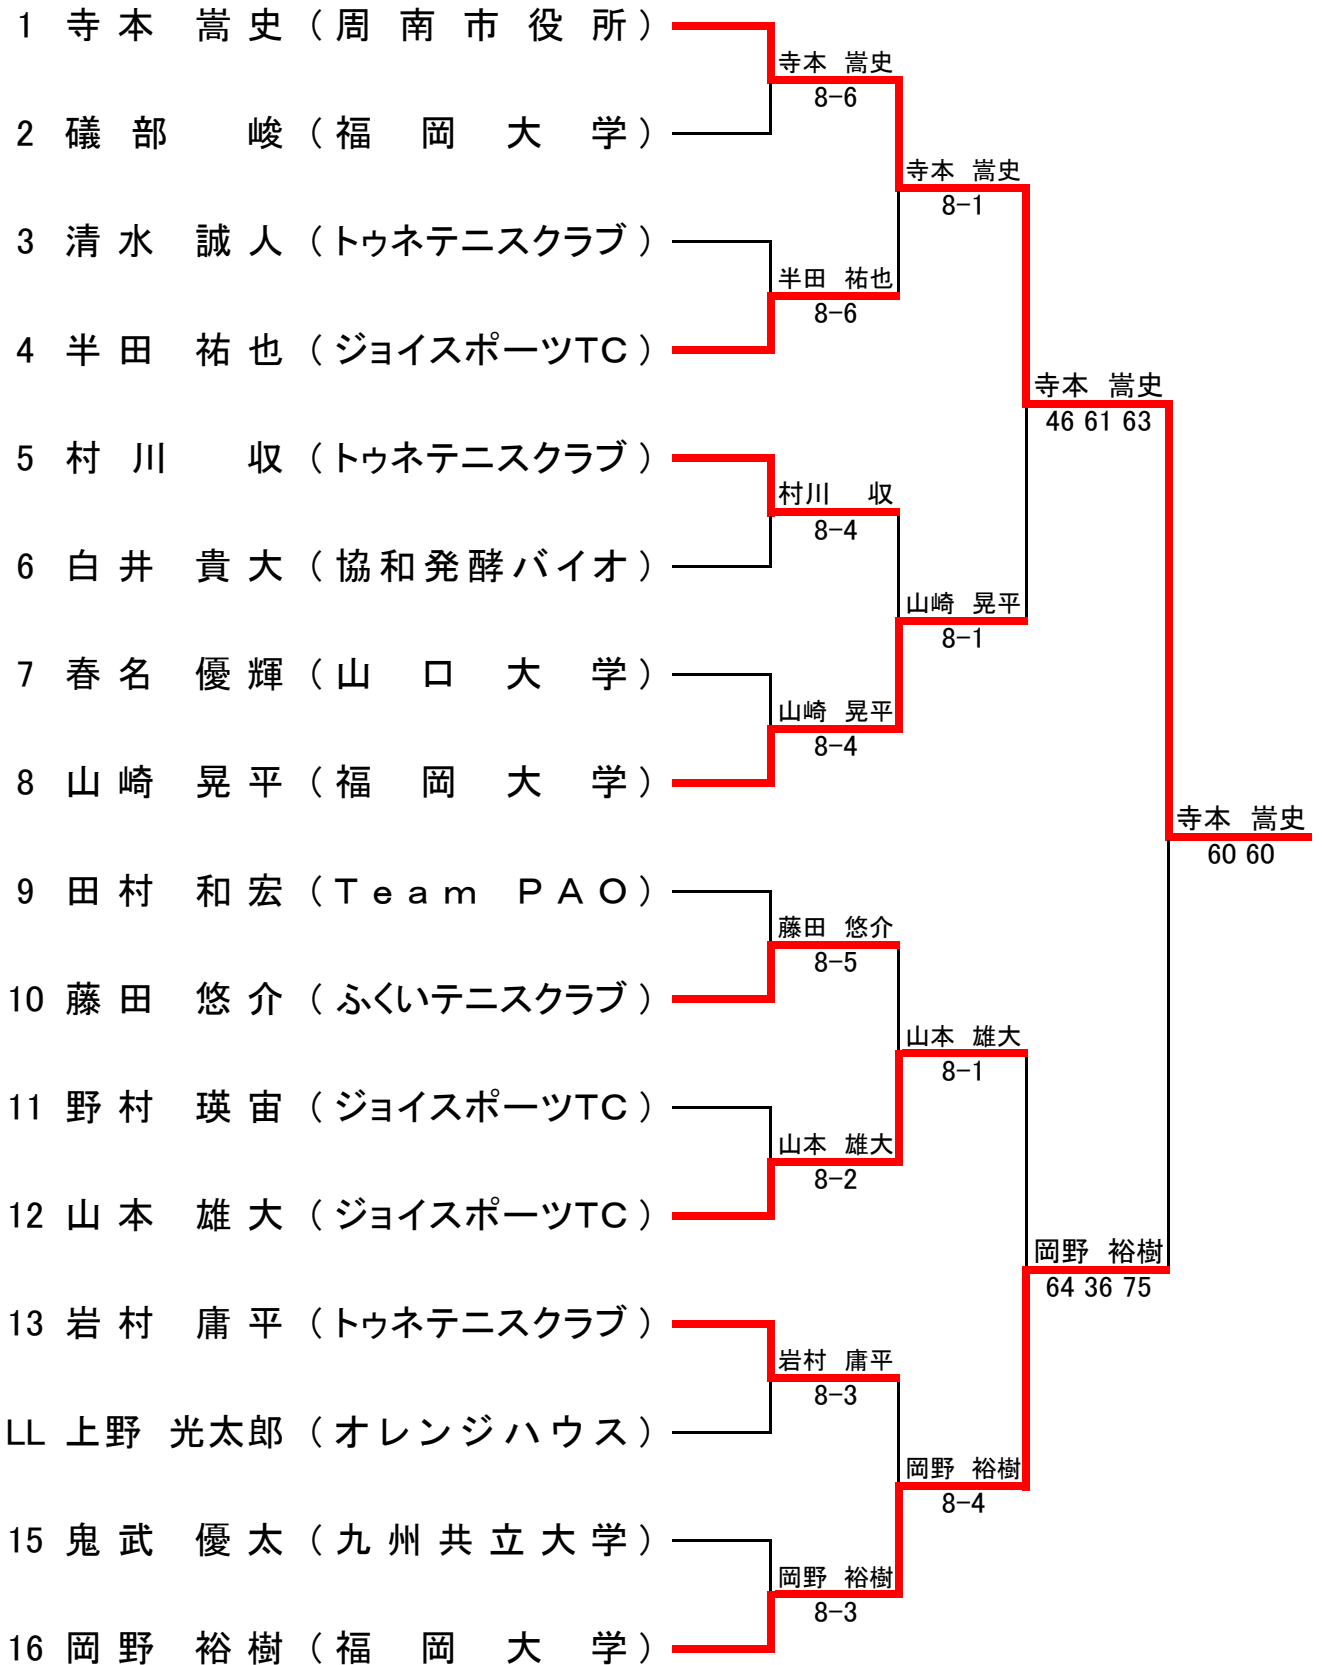 1 寺本 嵩史（周南市役所）
寺本 嵩史
8-6
2 礒部 峻（福岡大学）
寺本 嵩史
8-1
3 清水 誠人（トゥネテニスクラブ）
半田 祐也
8-6
4 半田 祐也（ジョイスポーツTC）
寺本 嵩史
46 61 63
5 村川 収（トゥネテニスクラブ）
村川 収
8-4
6 白井 貴大（協和発酵バイオ）
山崎 晃平
8-1
7 春名 優輝（山口大学）
山崎 晃平
8-4
8 山崎 晃平（福岡大学）
寺本 嵩史
60 60
9 田村 和宏（Ｔｅａｍ ＰＡＯ）
藤田 悠介
8-5
10 藤田 悠介（ふくいテニスクラブ）
山本 雄大
8-1
11 野村 瑛宙（ジョイスポーツTC）
山本 雄大
8-2
12 山本 雄大（ジョイスポーツTC）
岡野 裕樹
64 36 75
13 岩村 庸平（トゥネテニスクラブ）
岩村 庸平
8-3
LL 上野 光太郎（オレンジハウス）
岡野 裕樹
8-4
15 鬼武 優太（九州共立大学）
岡野 裕樹
8-3
16 岡野 裕樹（福岡大学）